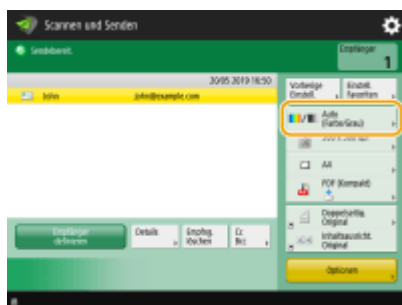 Scannen und Senden
Sendebereit.
Empfänger
1
20/05 2019 16:50
John
john@example.com
Vorherige
Einstell.
Einstell.
Favoriten
Auto
(Farbe/Grau)
A4
PDF (Kompakt)
Doppelseitig.
Original
Inhaltsausricht.
Original
Empfänger
definieren
Details
Empfng.
löschen
Cc
Bcc
Optionen